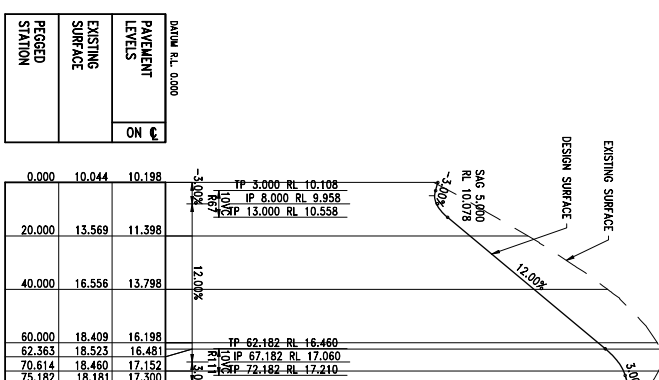 DATUM R.L. 0.000
PAVEMENT
LEVELS
ON ℄
EXISTING
SURFACE
PEGGED
STATION
0.000 10.044 10.198
20.000 13.569 11.398
40.000 16.556 13.798
60.000 18.409 16.198
62.363 18.523 16.481
70.614 18.460 17.152
75.182 18.181 17.300
-3.00%
10VC
R67
12.00%
10VC
R111
TP 3.000 RL 10.108
IP 8.000 RL 9.958
TP 13.000 RL 10.558
TP 62.182 RL 16.460
IP 67.182 RL 17.060
TP 72.182 RL 17.210
-3.00%
SAG 5.000
RL 10.078
DESIGN SURFACE
EXISTING SURFACE
12.00%